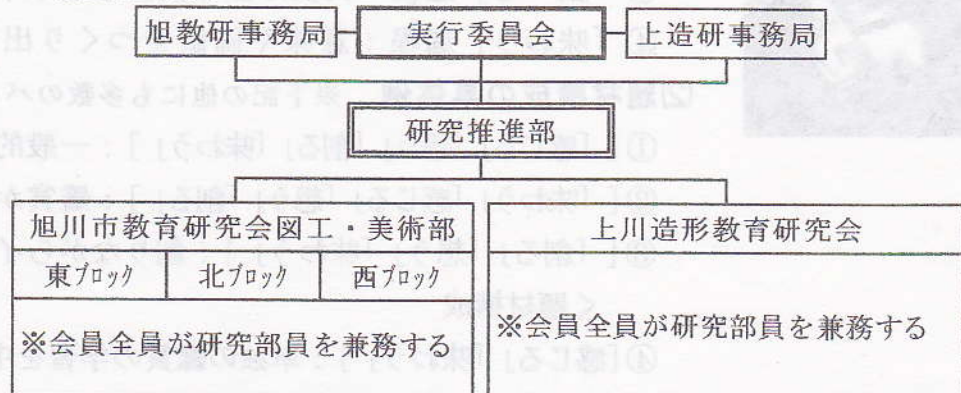 旭教研事務局 実行委員会 上造研事務局
研究推進部
旭川市教育研究会図工・美術部 上川造形教育研究会
東ブロック 北ブロック 西ブロック
※会員全員が研究部員を兼務する ※会員全員が研究部員を兼務する